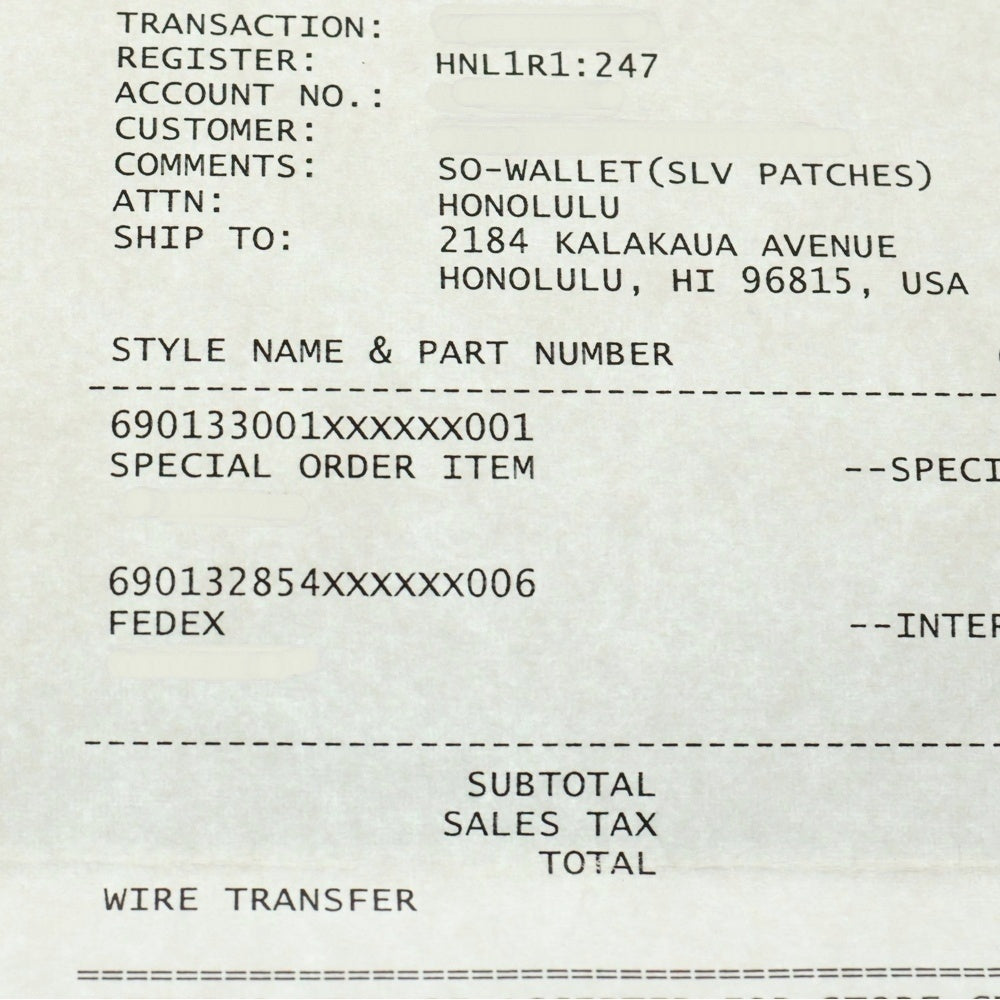 TRANSACTION:
REGISTER: HNL1R1:247
ACCOUNT NO.:
CUSTOMER:
COMMENTS: SO-WALLET(SLV PATCHES)
ATTN: HONOLULU
SHIP TO: 2184 KALAKAUA AVENUE
HONOLULU, HI 96815, USA
STYLE NAME & PART NUMBER
690133001XXXXXX001
SPECIAL ORDER ITEM --SPECI
690132854XXXXXX006
FEDEX --INTER
SUBTOTAL
SALES TAX
TOTAL
WIRE TRANSFER